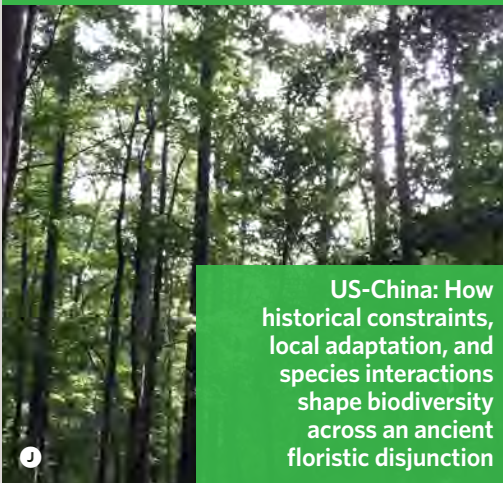 US-China: How
historical constraints,
local adaptation, and
species interactions
shape biodiversity
across an ancient
floristic disjunction
J